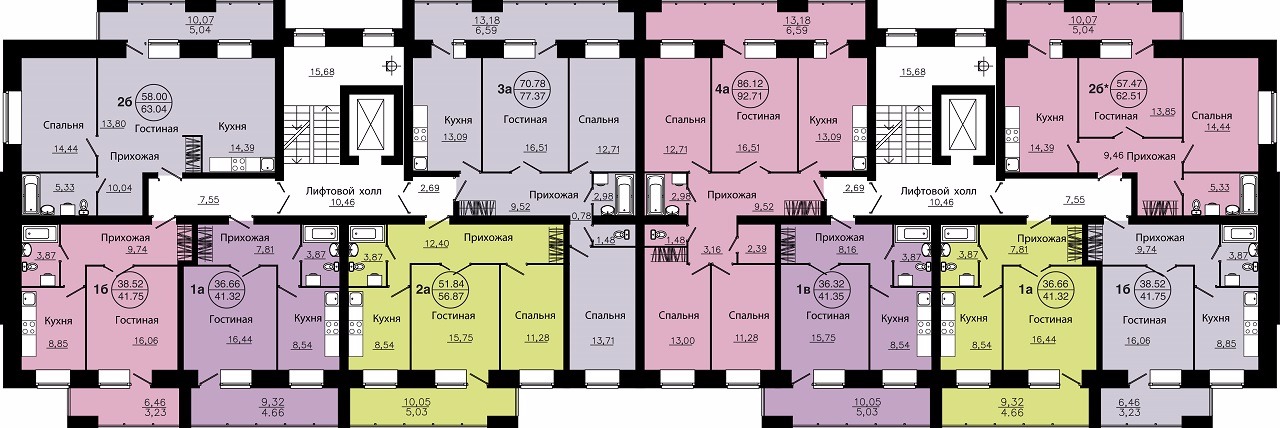 10,07
5,04
13,18
6,59
13,18
6,59
10,07
5,04
2б
58.00
63.04
Спальня
13,80
Гостиная
Кухня
14,44
14,39
Прихожая
5,33
10,04
15,68
7,55
Лифтовой холл
10,46
2,69
3а
70.78
77.37
Кухня
13,09
Гостиная
16,51
Спальня
12,71
Прихожая
9,52
2,98
0,78
1,48
4а
86.12
92.71
Спальня
12,71
Гостиная
16,51
Кухня
13,09
Прихожая
9,52
2,98
1,48
3,16
2,39
15,68
2,69
Лифтовой холл
10,46
7,55
2б*
57.47
62.51
Кухня
14,39
Гостиная
13,85
Спальня
14,44
9,46
Прихожая
5,33
Прихожая
9,74
3,87
1б
38.52
41.75
Кухня
8,85
Гостиная
16,06
6,46
3,23
Прихожая
7,81
3,87
1а
36.66
41.32
Гостиная
16,44
Кухня
8,54
9,32
4.66
12,40
Прихожая
3,87
2а
51.84
56.87
Кухня
8,54
Гостиная
15,75
Спальня
11,28
10,05
5,03
Спальня
13,71
Спальня
13,00
Спальня
11,28
Прихожая
8,16
3,87
1в
36.32
41.35
Гостиная
15,75
Кухня
8,54
10,05
5,03
Прихожая
7,81
3,87
1а
36.66
41.32
Кухня
8,54
Гостиная
16,44
9,32
4.66
Прихожая
9,74
3,87
1б
38.52
41.75
Гостиная
16,06
Кухня
8,85
6,46
3,23